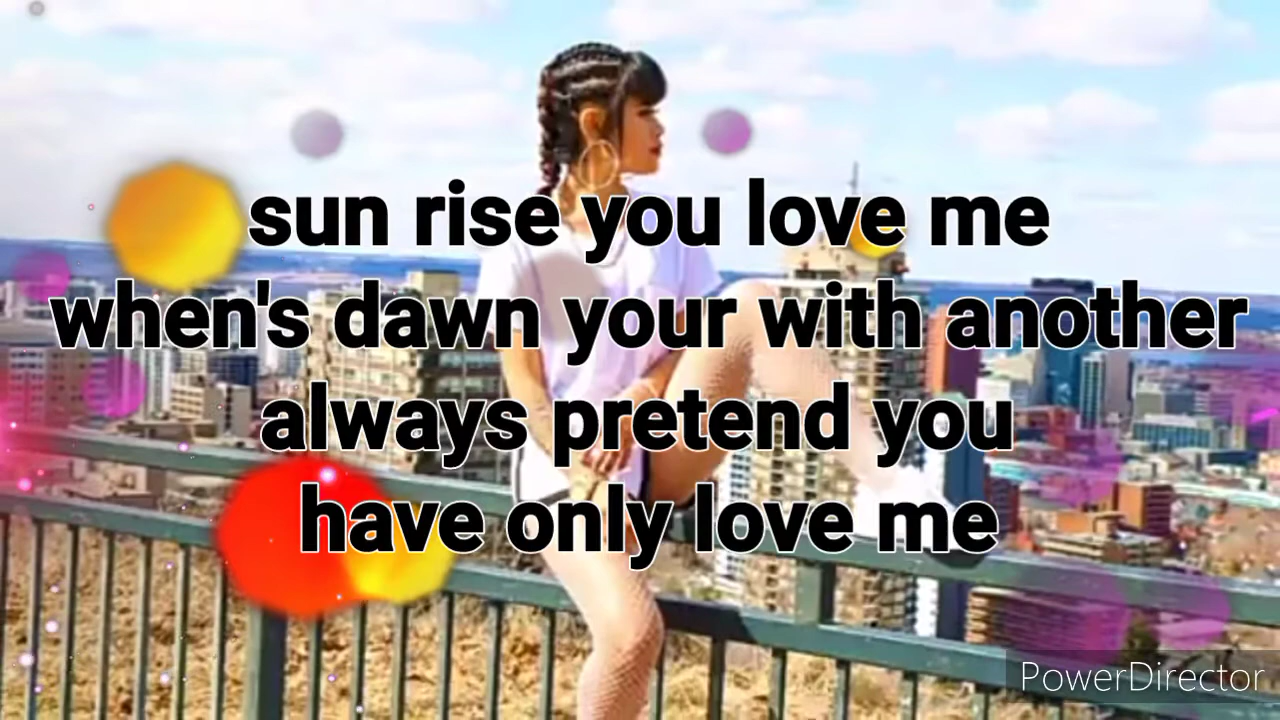 sun rise you love me
when's dawn your with another
always pretend you
have only love me
PowerDirector